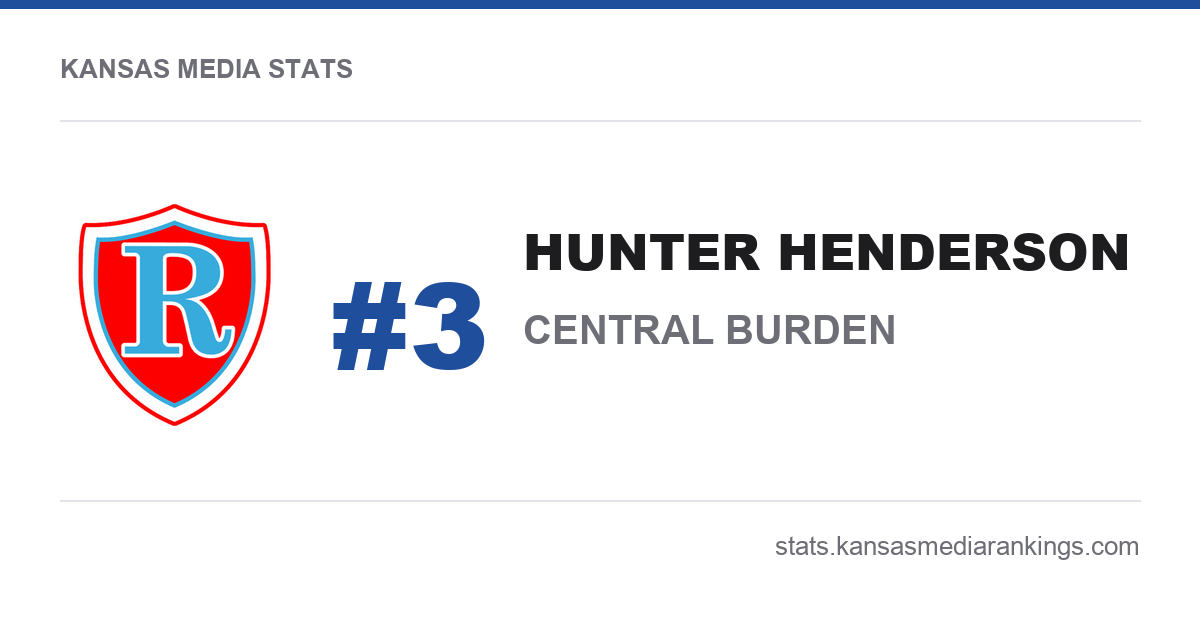 KANSAS MEDIA STATS
R
#3
HUNTER HENDERSON
CENTRAL BURDEN
stats.kansasmediarankings.com